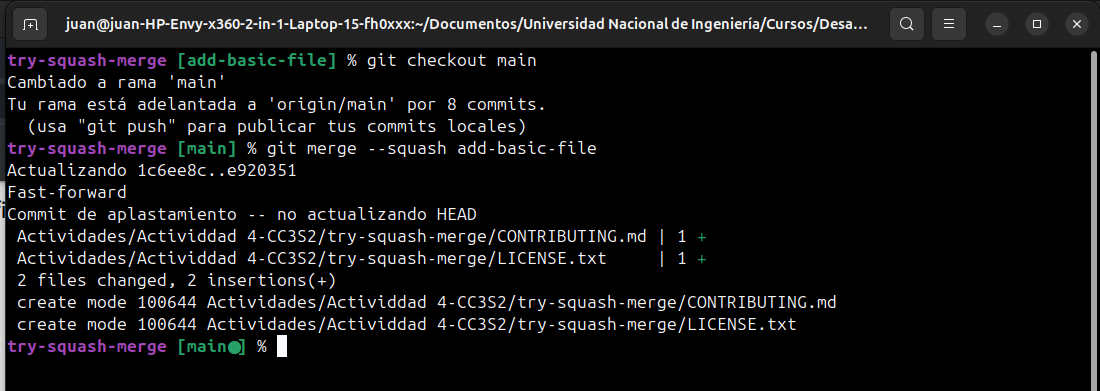 juan@juan-HP-Envy-x360-2-in-1-Laptop-15-fh0xxx:~/Documentos/Universidad Nacional de Ingeniería/Cursos/Desa...
try-squash-merge [add-basic-file] % git checkout main
Cambiado a rama 'main'
Tu rama está adelantada a 'origin/main' por 8 commits.
  (usa "git push" para publicar tus commits locales)
try-squash-merge [main] % git merge --squash add-basic-file
Actualizando 1c6ee8c..e920351
Fast-forward
Commit de aplastamiento -- no actualizando HEAD
 Actividades/Actividdad 4-CC3S2/try-squash-merge/CONTRIBUTING.md | 1 +
 Actividades/Actividdad 4-CC3S2/try-squash-merge/LICENSE.txt     | 1 +
 2 files changed, 2 insertions(+)
 create mode 100644 Actividades/Actividdad 4-CC3S2/try-squash-merge/CONTRIBUTING.md
 create mode 100644 Actividades/Actividdad 4-CC3S2/try-squash-merge/LICENSE.txt
try-squash-merge [main●] %